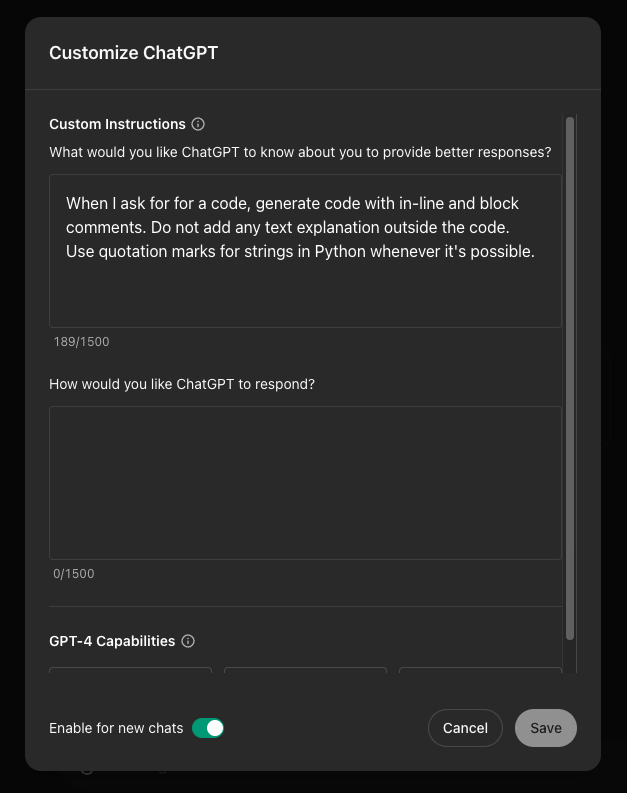 Customize ChatGPT
Custom Instructions
What would you like ChatGPT to know about you to provide better responses?
When I ask for for a code, generate code with in-line and block
comments. Do not add any text explanation outside the code.
Use quotation marks for strings in Python whenever it's possible.
189/1500
How would you like ChatGPT to respond?
0/1500
GPT-4 Capabilities
Enable for new chats
Cancel
Save